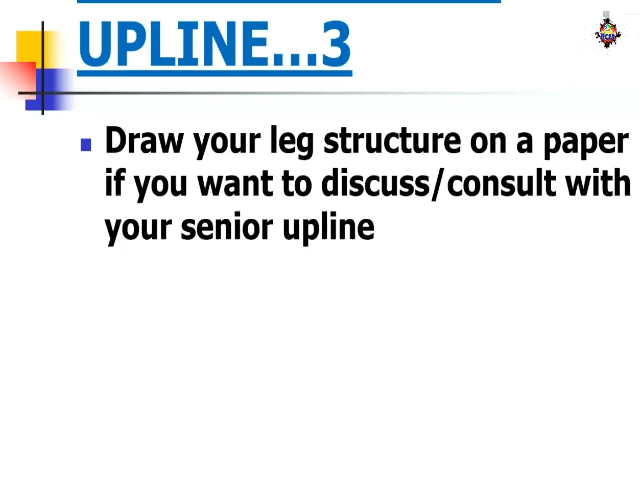 UPLINE...3
Draw your leg structure on a paper
if you want to discuss/consult with
your senior upline